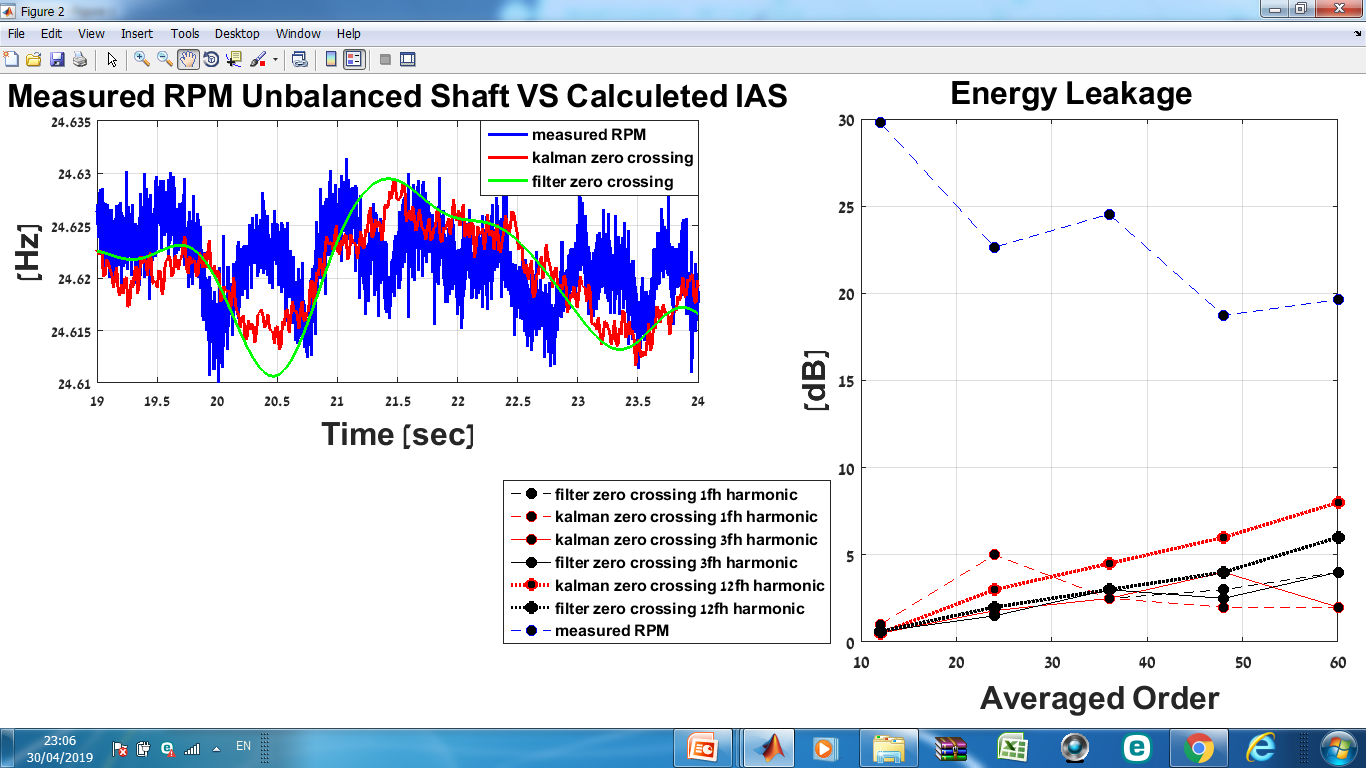 Figure 2
File Edit View Insert Tools Desktop Window Help
Measured RPM Unbalanced Shaft VS Calculeted IAS
24.635
24.63
24.625
24.62
24.615
24.61
[Hz]
measured RPM
kalman zero crossing
filter zero crossing
19 19.5 20 20.5 21 21.5 22 22.5 23 23.5 24
Time [sec]
filter zero crossing 1fh harmonic
kalman zero crossing 1fh harmonic
kalman zero crossing 3fh harmonic
filter zero crossing 3fh harmonic
kalman zero crossing 12fh harmonic
filter zero crossing 12fh harmonic
measured RPM
Energy Leakage
30
25
20
15
10
5
0
[dB]
10 20 30 40 50 60
Averaged Order
23:06
30/04/2019
EN